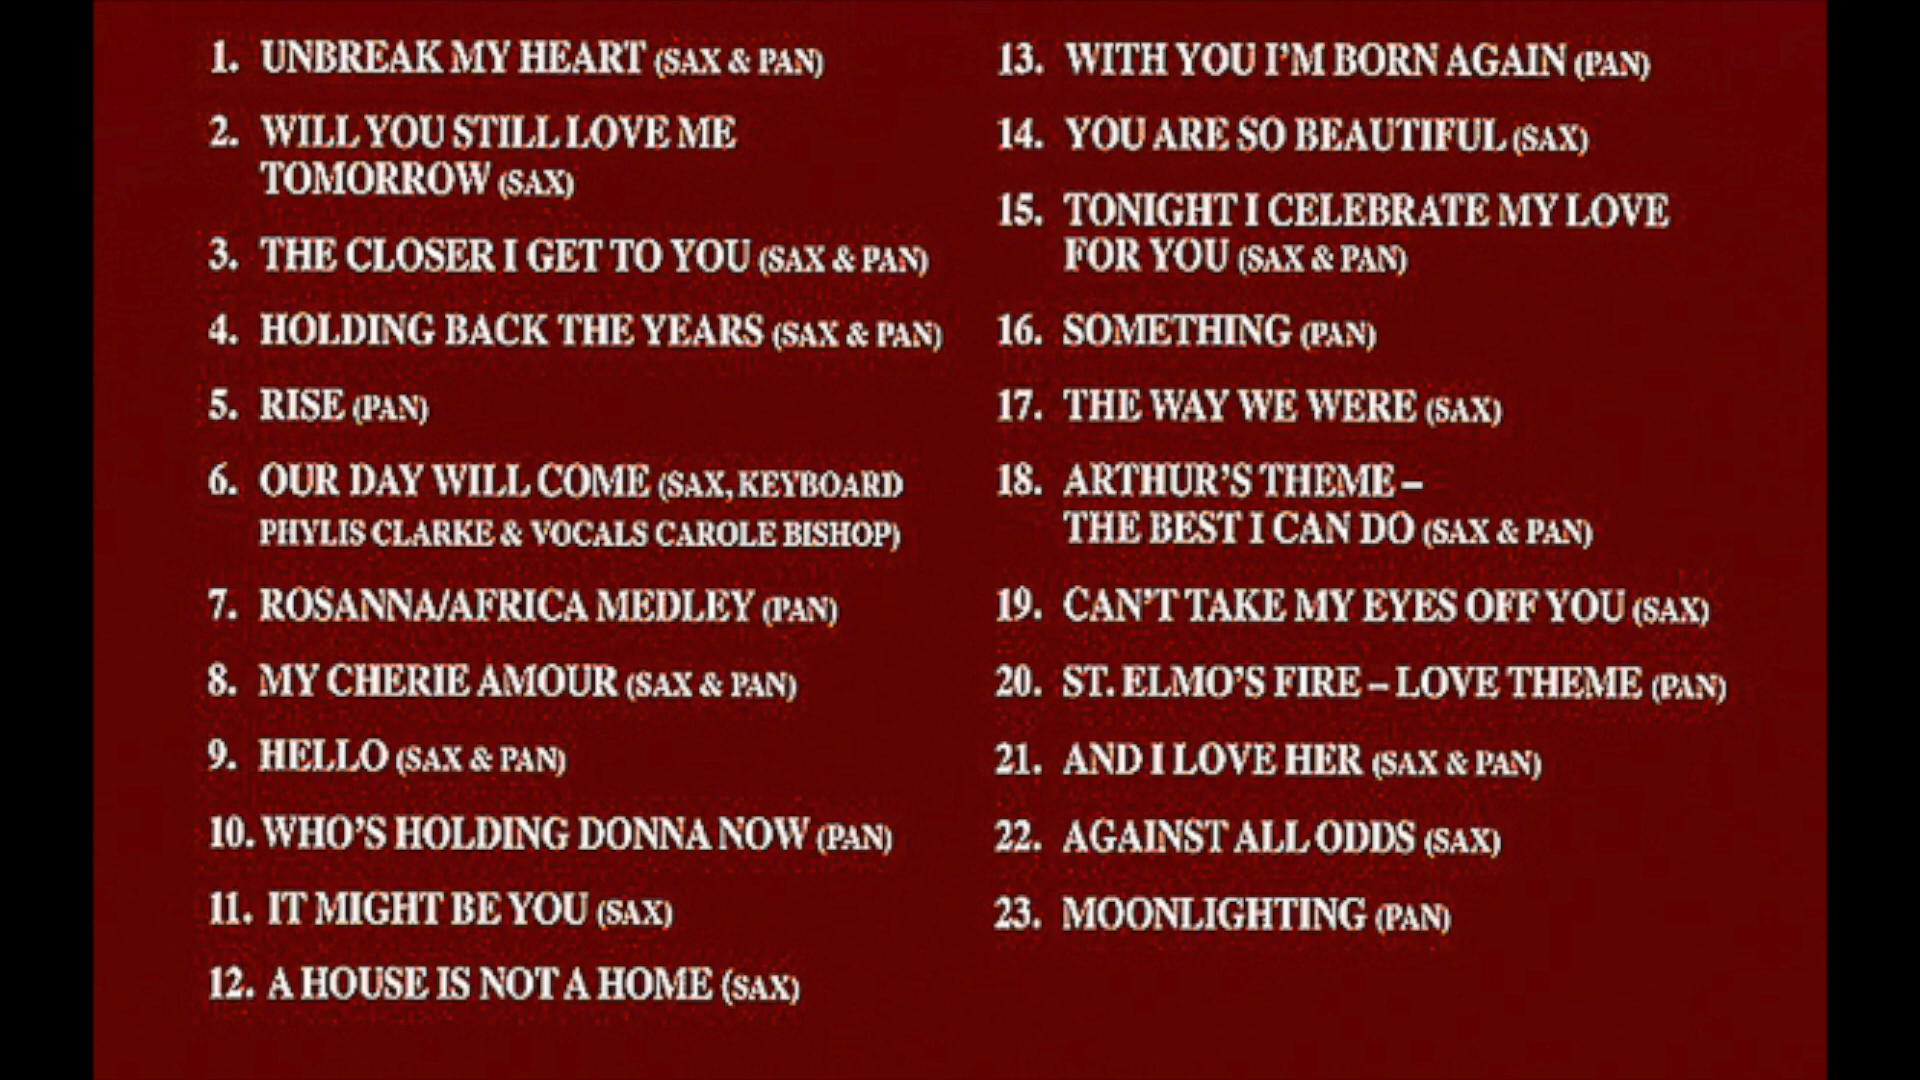 1. UNBREAK MY HEART (SAX & PAN)
2. WILL YOU STILL LOVE ME
TOMORROW (SAX)
3. THE CLOSER I GET TO YOU (SAX & PAN)
4. HOLDING BACK THE YEARS (SAX & PAN)
5. RISE (PAN)
6. OUR DAY WILL COME (SAX, KEYBOARD
PHYLIS CLARKE & VOCALS CAROLE BISHOP)
7. ROSANNA/AFRICA MEDLEY (PAN)
8. MY CHERIE AMOUR (SAX & PAN)
9. HELLO (SAX & PAN)
10. WHO'S HOLDING DONNA NOW (PAN)
11. IT MIGHT BE YOU (SAX)
12. A HOUSE IS NOT A HOME (SAX)
13. WITH YOU I'M BORN AGAIN (PAN)
14. YOU ARE SO BEAUTIFUL (SAX)
15. TONIGHT I CELEBRATE MY LOVE
FOR YOU (SAX & PAN)
16. SOMETHING (PAN)
17. THE WAY WE WERE (SAX)
18. ARTHUR'S THEME –
THE BEST I CAN DO (SAX & PAN)
19. CAN'T TAKE MY EYES OFF YOU (SAX)
20. ST. ELMO'S FIRE – LOVE THEME (PAN)
21. AND I LOVE HER (SAX & PAN)
22. AGAINST ALL ODDS (SAX)
23. MOONLIGHTING (PAN)